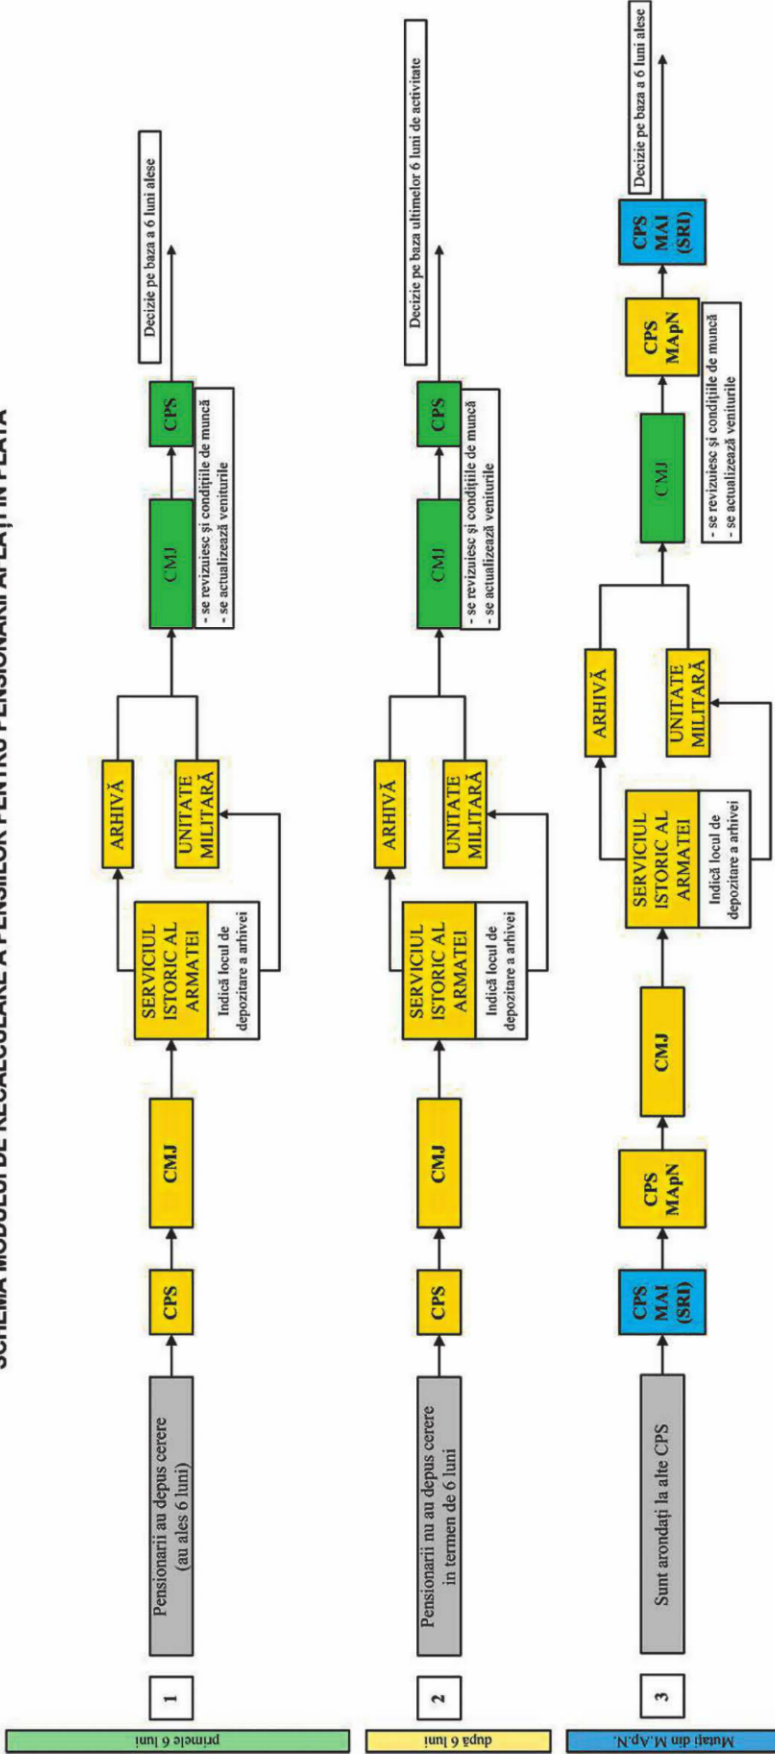 SCHEMA MODULUI DE RECALCULARE A PENSIILOR PENTRU PENSIONARII AFLAȚI ÎN PLATĂ
primele 6 luni
1
Pensionarii au depus cerere
(au ales 6 luni)
CPS
CMJ
SERVICIUL
ISTORIC AL
ARMATEI
Indică locul de
depozitare a arhivei
ARHIVĂ
UNITATE
MILITARĂ
CMJ
CPS
- se revizuiesc și condițiile de muncă
- se actualizează veniturile
Decizie pe baza a 6 luni alese
după 6 luni
2
Pensionarii nu au depus cerere
in termen de 6 luni
CPS
CMJ
SERVICIUL
ISTORIC AL
ARMATEI
Indică locul de
depozitare a arhivei
ARHIVĂ
UNITATE
MILITARĂ
CMJ
CPS
- se revizuiesc și condițiile de muncă
- se actualizează veniturile
Decizie pe baza ultimelor 6 luni de activitate
Mutați din M.Ap.N.
3
Sunt arondați la alte CPS
CPS
MAI
(SRI)
CPS
MApN
CMJ
SERVICIUL
ISTORIC AL
ARMATEI
Indică locul de
depozitare a arhivei
ARHIVĂ
UNITATE
MILITARĂ
CMJ
CPS
MApN
- se revizuiesc și condițiile de muncă
- se actualizează veniturile
CPS
MAI
(SRI)
Decizie pe baza a 6 luni alese